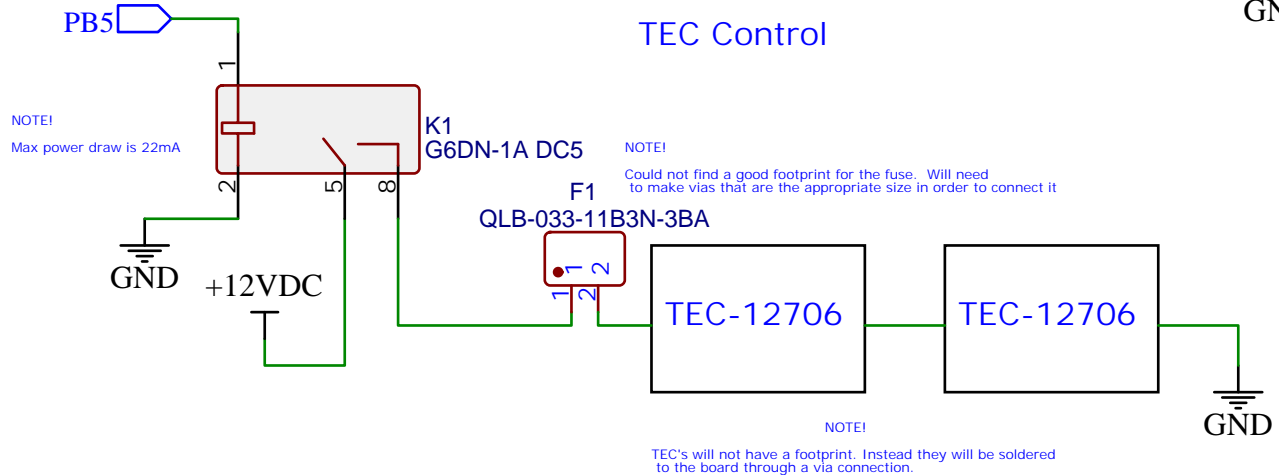 GN
TEC Control
PB5
1
NOTE!
Max power draw is 22mA
K1
G6DN-1A DC5
2
5
8
NOTE!
Could not find a good footprint for the fuse.  Will need
to make vias that are the appropriate size in order to connect it
F1
QLB-033-11B3N-3BA
1 2
1
2
GND
+12VDC
TEC-12706
TEC-12706
GND
NOTE!
TEC's will not have a footprint. Instead they will be soldered
to the board through a via connection.